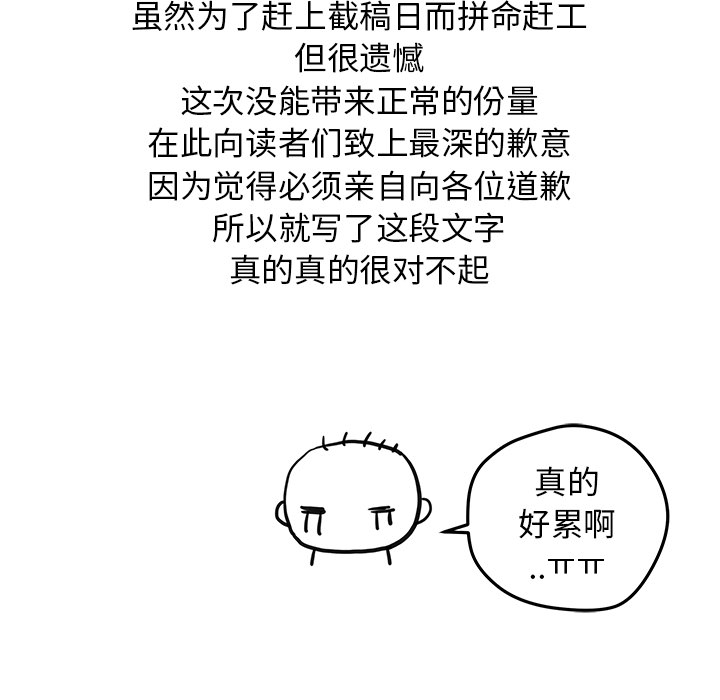 虽然为了赶上截稿日而拼命赶工
但很遗憾
这次没能带来正常的份量
在此向读者们致上最深的歉意
因为觉得必须亲自向各位道歉
所以就写了这段文字
真的真的很对不起
真的
好累啊
..ㅠㅠ